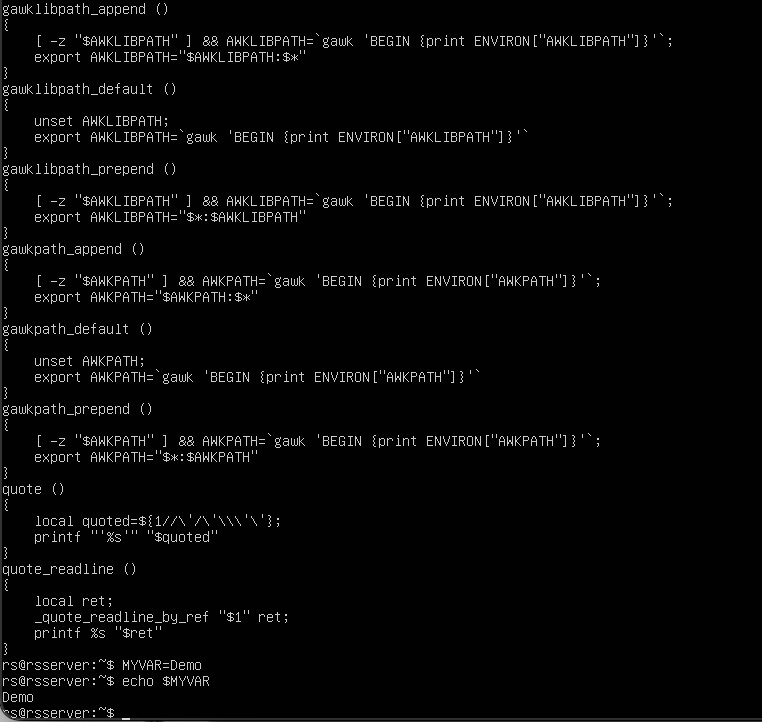 gawklibpath_append ()
{
    [ -z "$AWKLIBPATH" ] && AWKLIBPATH=`gawk 'BEGIN {print ENVIRON["AWKLIBPATH"]}'`;
    export AWKLIBPATH="$AWKLIBPATH:$*"
}
gawklibpath_default ()
{
    unset AWKLIBPATH;
    export AWKLIBPATH=`gawk 'BEGIN {print ENVIRON["AWKLIBPATH"]}'`
}
gawklibpath_prepend ()
{
    [ -z "$AWKLIBPATH" ] && AWKLIBPATH=`gawk 'BEGIN {print ENVIRON["AWKLIBPATH"]}'`;
    export AWKLIBPATH="$*:$AWKLIBPATH"
}
gawkpath_append ()
{
    [ -z "$AWKPATH" ] && AWKPATH=`gawk 'BEGIN {print ENVIRON["AWKPATH"]}'`;
    export AWKPATH="$AWKPATH:$*"
}
gawkpath_default ()
{
    unset AWKPATH;
    export AWKPATH=`gawk 'BEGIN {print ENVIRON["AWKPATH"]}'`
}
gawkpath_prepend ()
{
    [ -z "$AWKPATH" ] && AWKPATH=`gawk 'BEGIN {print ENVIRON["AWKPATH"]}'`;
    export AWKPATH="$*:$AWKPATH"
}
quote ()
{
    local quoted=${1//\'/\'\\\'\'};
    printf "'%s'" "$quoted"
}
quote_readline ()
{
    local ret;
    _quote_readline_by_ref "$1" ret;
    printf %s "$ret"
}
rs@rsserver:~$ MYVAR=Demo
rs@rsserver:~$ echo $MYVAR
Demo
rs@rsserver:~$ _